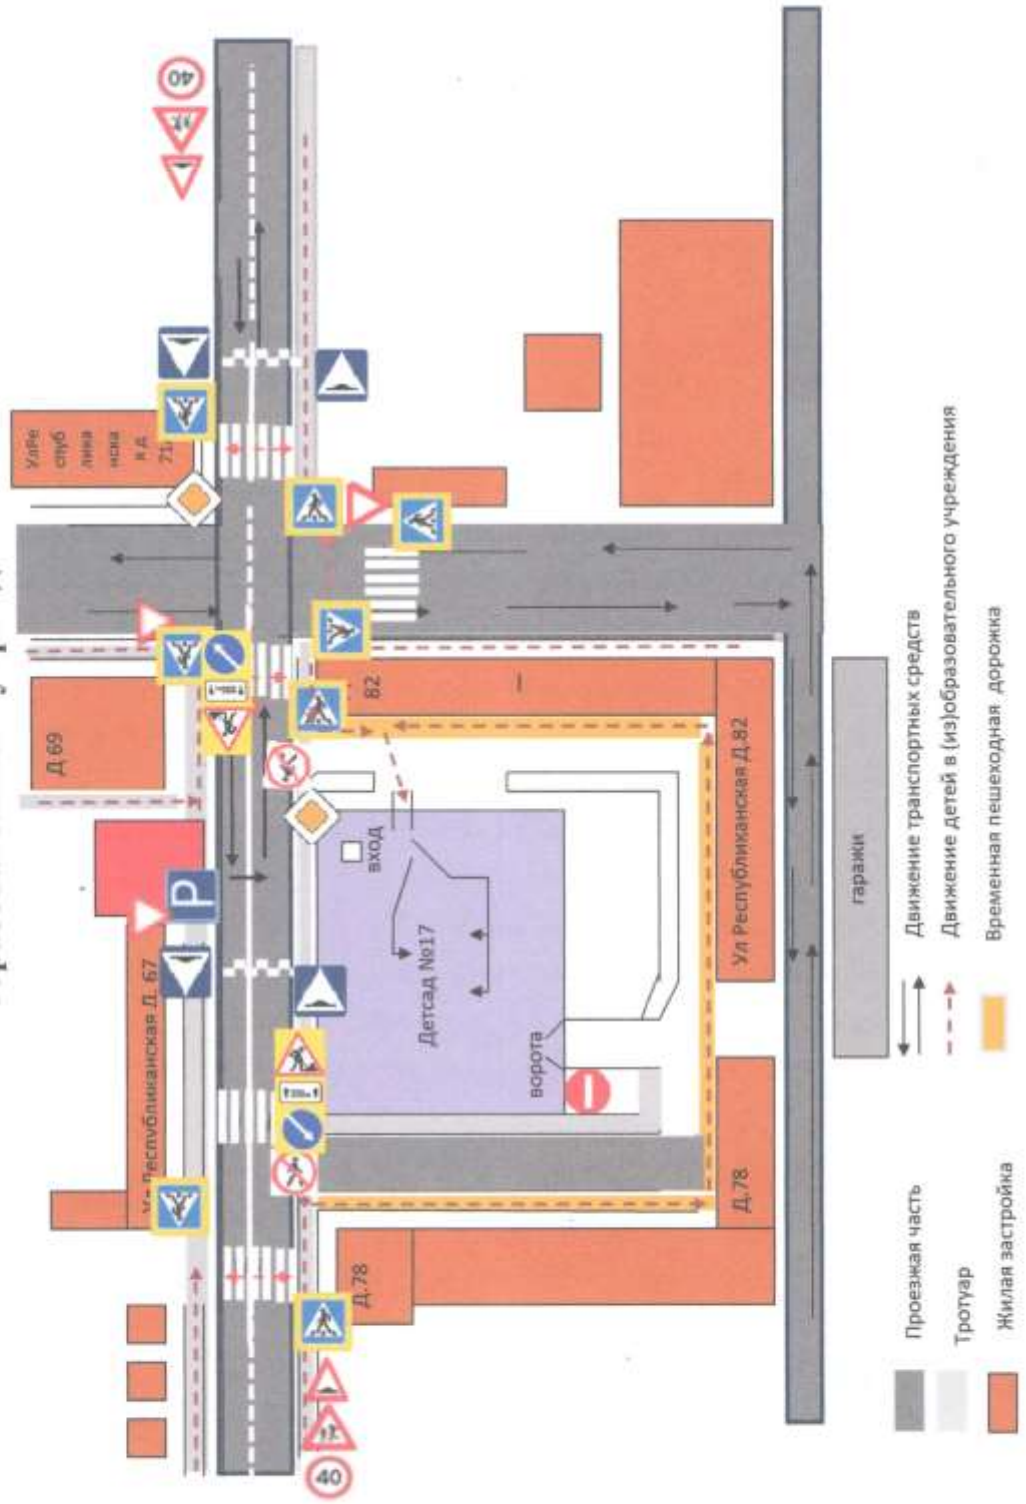 40
УлРе
спуб
лика
нска
я д.
71
Д.69
82
P
вход
Детсад №17
ворота
Республиканская Д. 67
Ул Республиканская Д.82
Д.78
Д.78
40
гаражи
Проезжая часть
Тротуар
Жилая застройка
Движение транспортных средств
Движение детей в (из)образовательного учреждения
Временная пешеходная дорожка